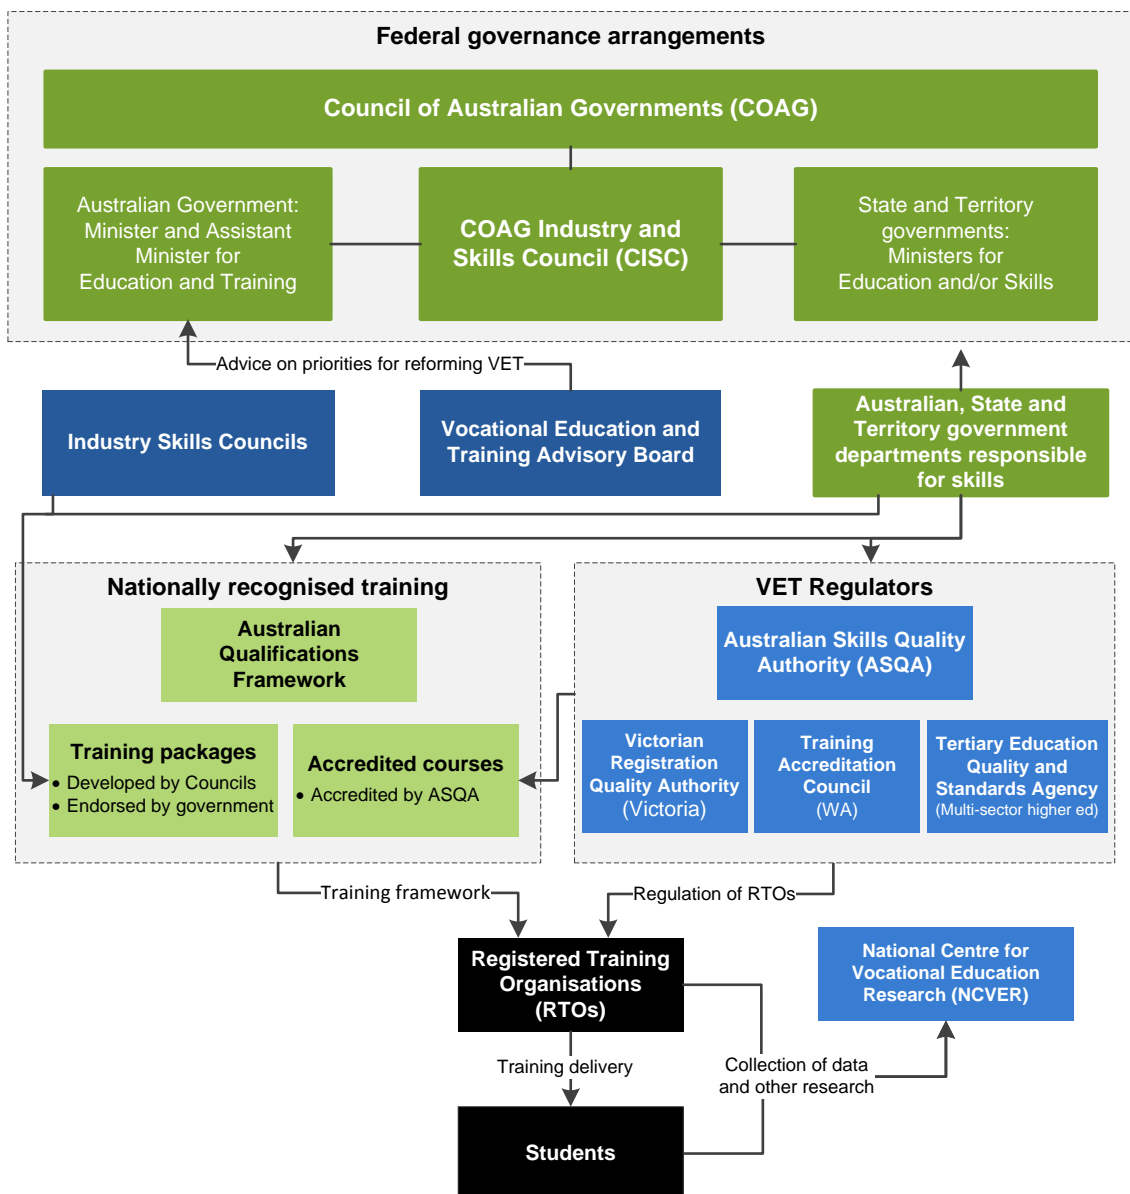 Federal governance arrangements
Council of Australian Governments (COAG)
Australian Government:
Minister and Assistant
Minister for
Education and Training
COAG Industry and
Skills Council (CISC)
State and Territory
governments:
Ministers for
Education and/or Skills
Advice on priorities for reforming VET
Industry Skills Councils
Vocational Education and
Training Advisory Board
Australian, State and
Territory government
departments responsible
for skills
Nationally recognised training
Australian
Qualifications
Framework
Training packages
• Developed by Councils
• Endorsed by government
Accredited courses
• Accredited by ASQA
VET Regulators
Australian Skills Quality
Authority (ASQA)
Victorian
Registration
Quality Authority
(Victoria)
Training
Accreditation
Council
(WA)
Tertiary Education
Quality and
Standards Agency
(Multi-sector higher ed)
Training framework
Regulation of RTOs
Registered Training
Organisations
(RTOs)
National Centre for
Vocational Education
Research (NCVER)
Training delivery
Collection of data
and other research
Students